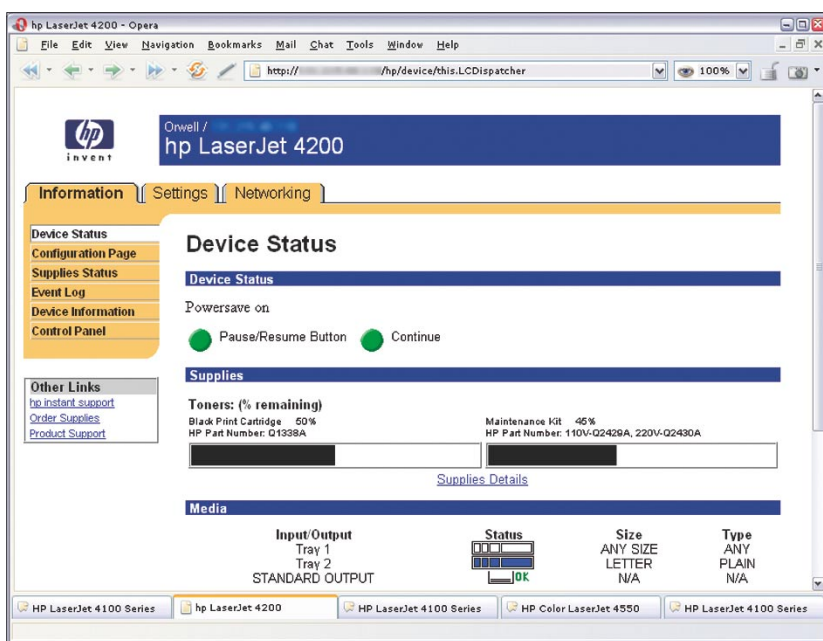 hp LaserJet 4200 - Opera
File Edit View Navigation Bookmarks Mail Chat Tools Window Help
http:// /hp/device/this.LCDispatcher 100%
hp
invent
Orwell /
hp LaserJet 4200
Information Settings Networking
Device Status
Configuration Page
Supplies Status
Event Log
Device Information
Control Panel
Other Links
hp instant support
Order Supplies
Product Support
Device Status
Device Status
Powersave on
Pause/Resume Button Continue
Supplies
Toners: (% remaining)
Black Print Cartridge 50%
HP Part Number: Q1338A
Maintenance Kit 45%
HP Part Number: 110V-Q2429A, 220V-Q2430A
Supplies Details
Media
Input/Output Status Size Type
Tray 1 ANY SIZE ANY
Tray 2 LETTER PLAIN
STANDARD OUTPUT OK N/A N/A
HP LaserJet 4100 Series hp LaserJet 4200 HP LaserJet 4100 Series HP Color LaserJet 4550 HP LaserJet 4100 Series